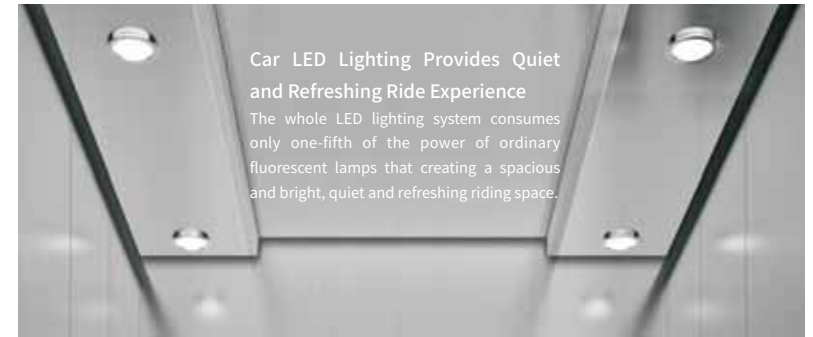 Car LED Lighting Provides Quiet
and Refreshing Ride Experience
The whole LED lighting system consumes
only one-fifth of the power of ordinary
fluorescent lamps that creating a spacious
and bright, quiet and refreshing riding space.